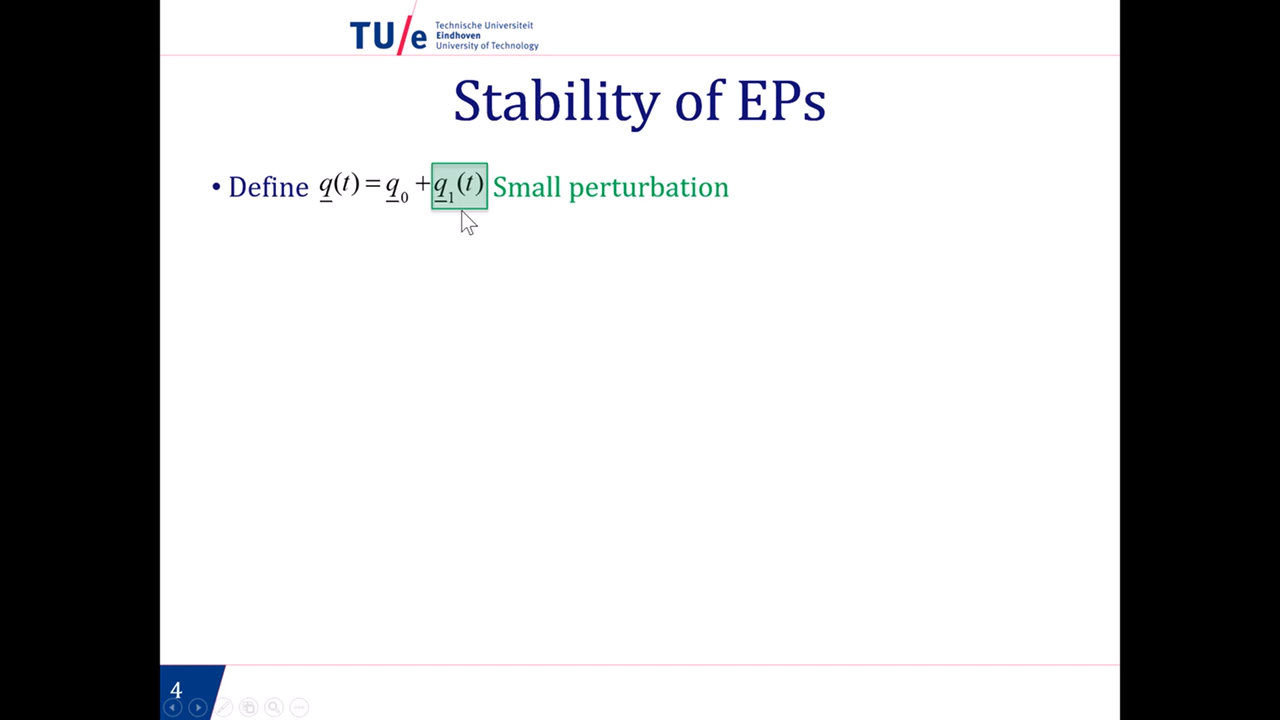 TU/e Technische Universiteit
Eindhoven
University of Technology
Stability of EPs
• Define q(t) = q₀ + q₁(t) Small perturbation
4